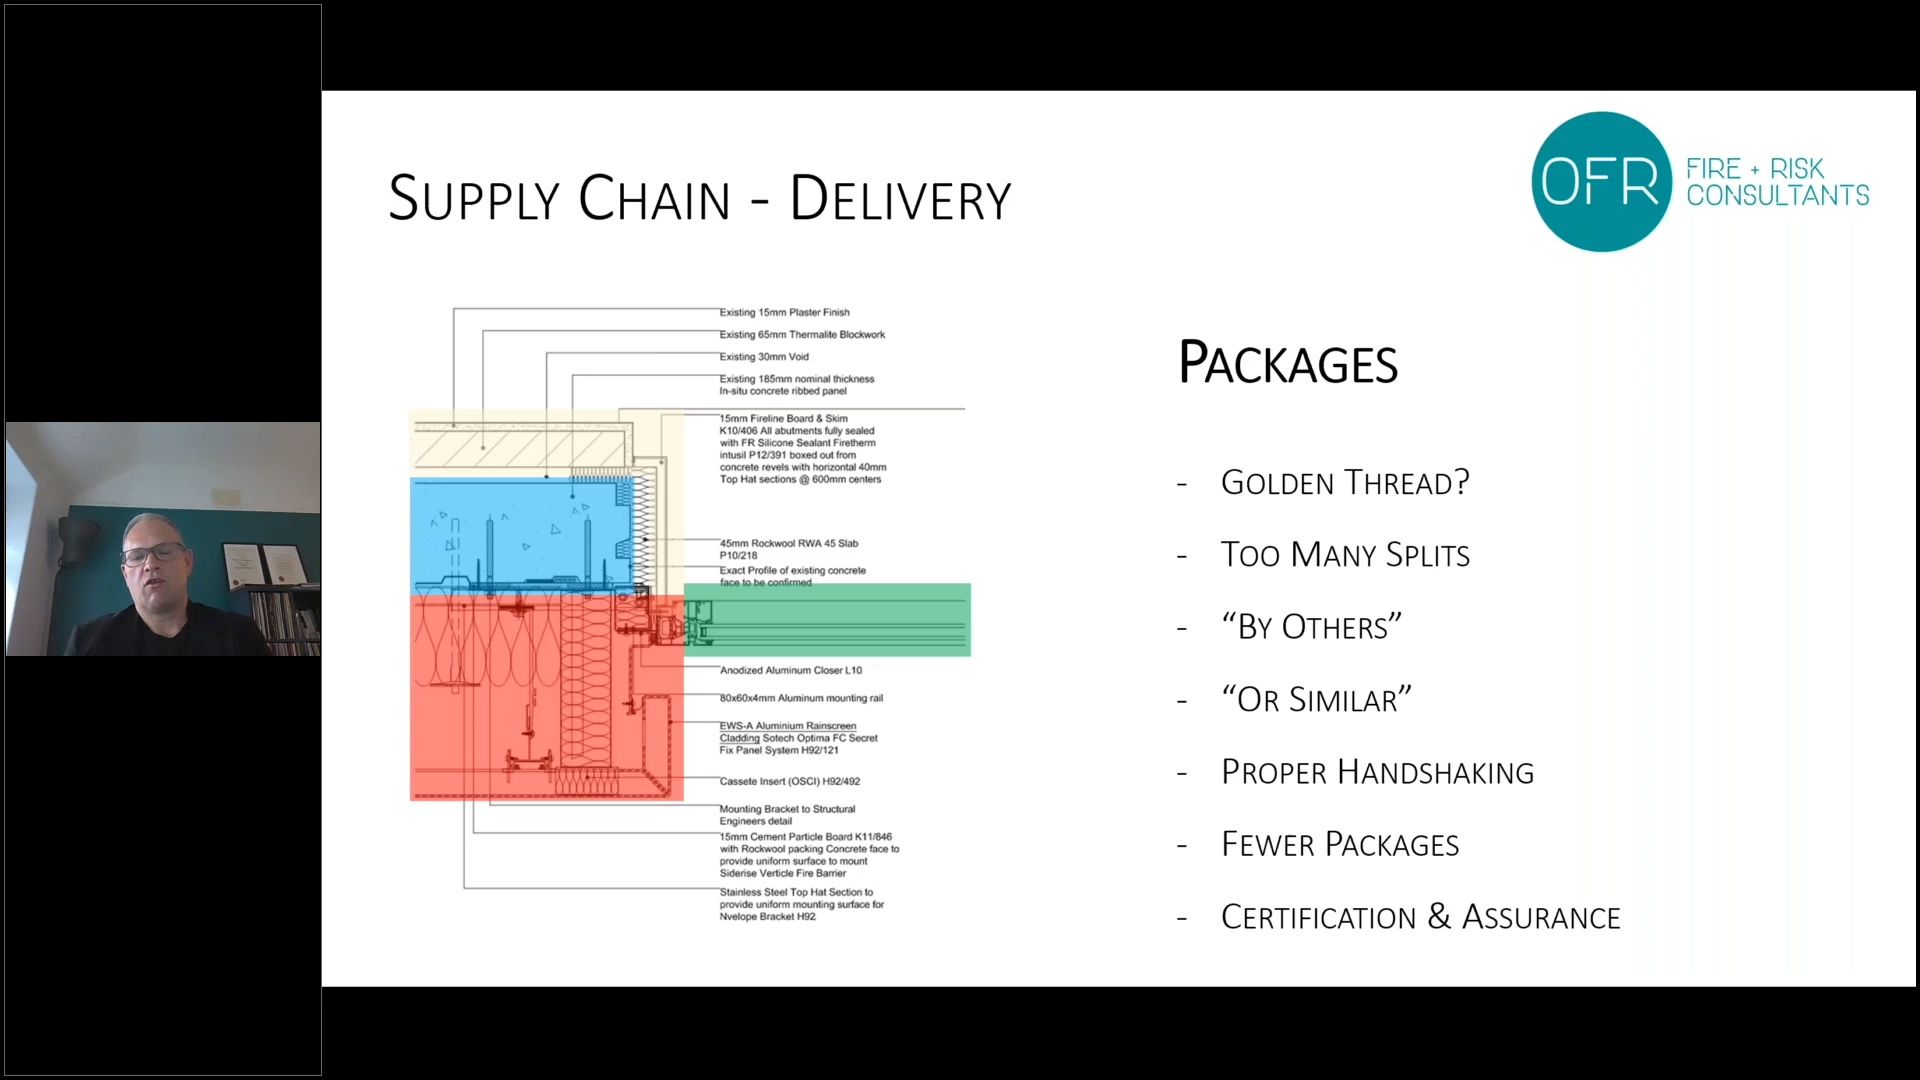 SUPPLY CHAIN - DELIVERY
OFR
FIRE + RISK
CONSULTANTS
Existing 15mm Plaster Finish
Existing 65mm Thermalite Blockwork
Existing 30mm Void
Existing 185mm nominal thickness
In-situ concrete ribbed panel
15mm Fireline Board & Skim
K10/406 All abutments fully sealed
with FR Silicone Sealant Firetherm
intusil P12/391 boxed out from
concrete revels with horizontal 40mm
Top Hat sections @ 600mm centers
45mm Rockwool RWA 45 Slab
P10/218
Exact Profile of existing concrete
face to be confirmed
Anodized Aluminum Closer L10
80x60x4mm Aluminum mounting rail
EWS-A Aluminium Rainscreen
Cladding Sotech Optima FC Secret
Fix Panel System H92/121
Cassete Insert (OSCI) H92/492
Mounting Bracket to Structural
Engineers detail
15mm Cement Particle Board K11/846
with Rockwool packing Concrete face to
provide uniform surface to mount
Siderise Verticle Fire Barrier
Stainless Steel Top Hat Section to
provide uniform mounting surface for
Nvelope Bracket H92
PACKAGES
- GOLDEN THREAD?
- TOO MANY SPLITS
- “BY OTHERS”
- “OR SIMILAR”
- PROPER HANDSHAKING
- FEWER PACKAGES
- CERTIFICATION & ASSURANCE